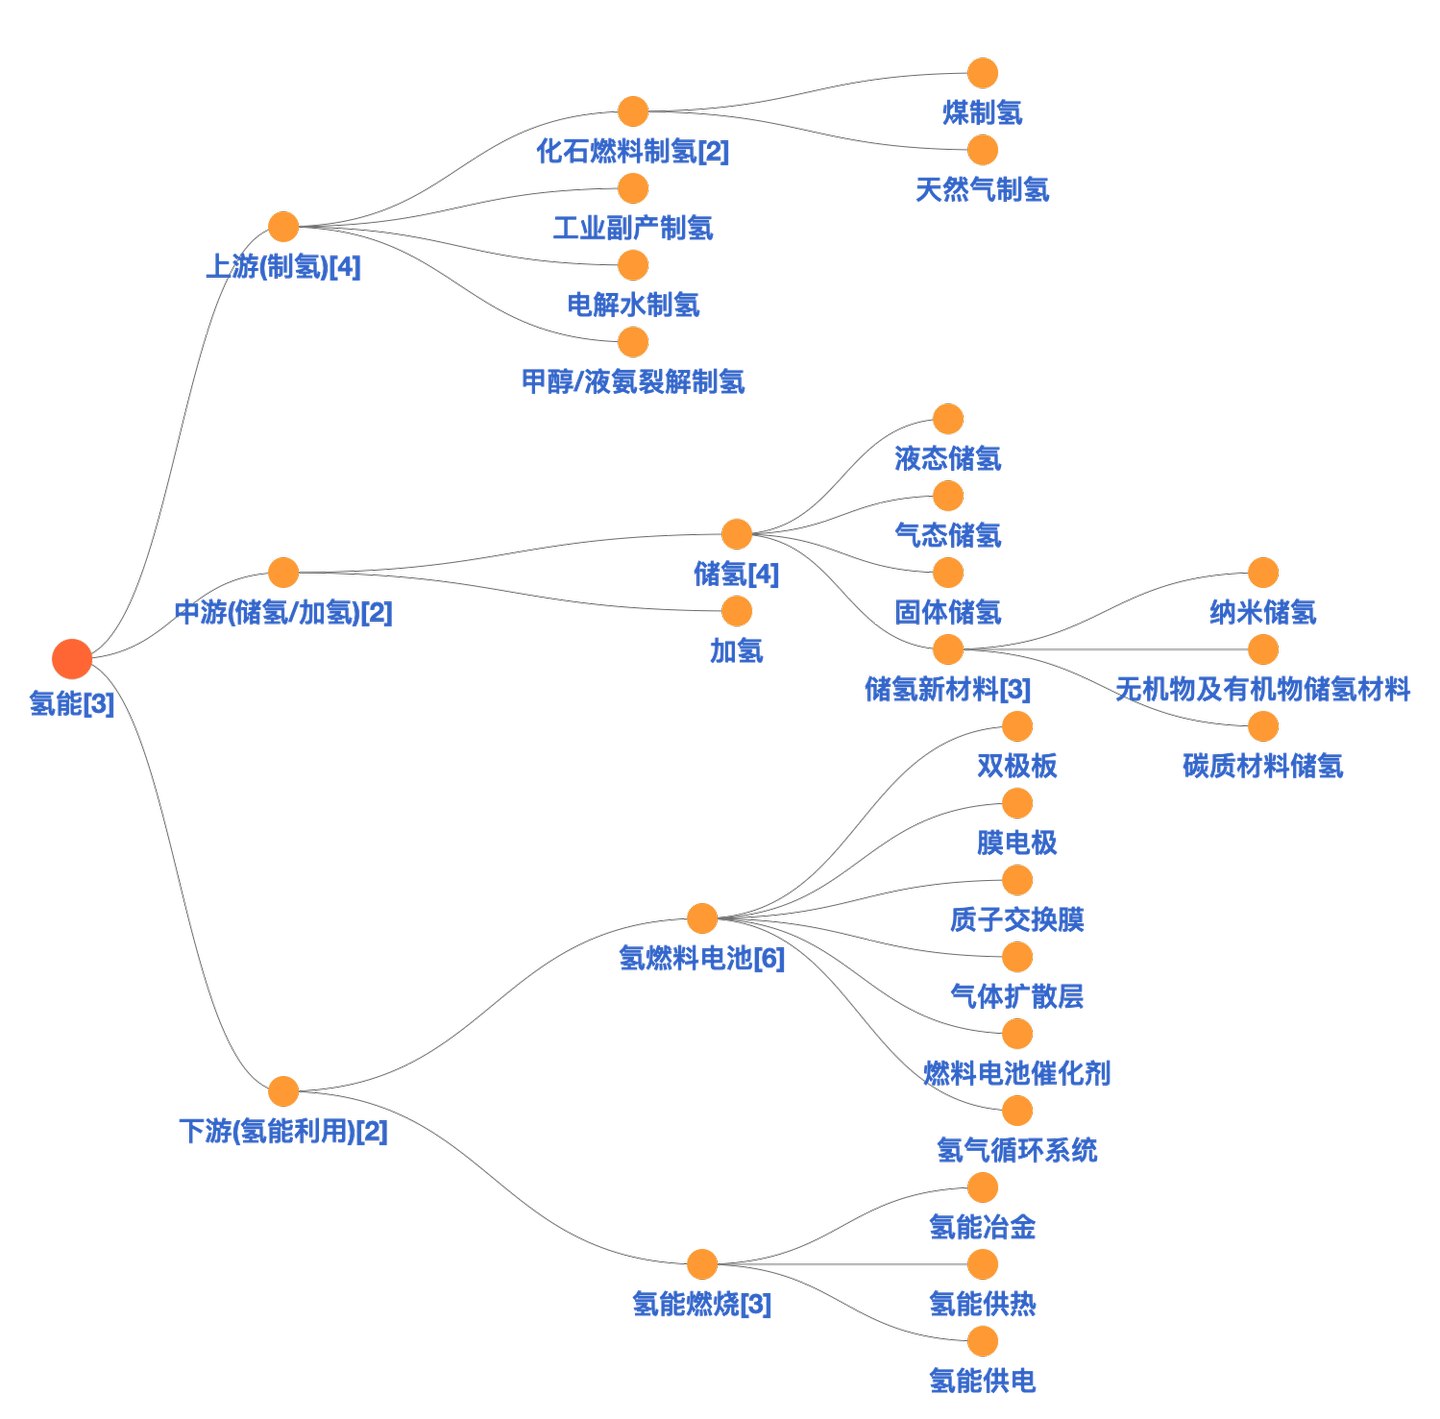 煤制氢
化石燃料制氢[2]
天然气制氢
工业副产制氢
上游(制氢)[4]
电解水制氢
甲醇/液氨裂解制氢
液态储氢
气态储氢
储氢[4]
固体储氢
纳米储氢
中游(储氢/加氢)[2]
加氢
储氢新材料[3]
无机物及有机物储氢材料
氢能[3]
双极板
碳质材料储氢
膜电极
质子交换膜
氢燃料电池[6]
气体扩散层
燃料电池催化剂
下游(氢能利用)[2]
氢气循环系统
氢能冶金
氢能燃烧[3]
氢能供热
氢能供电